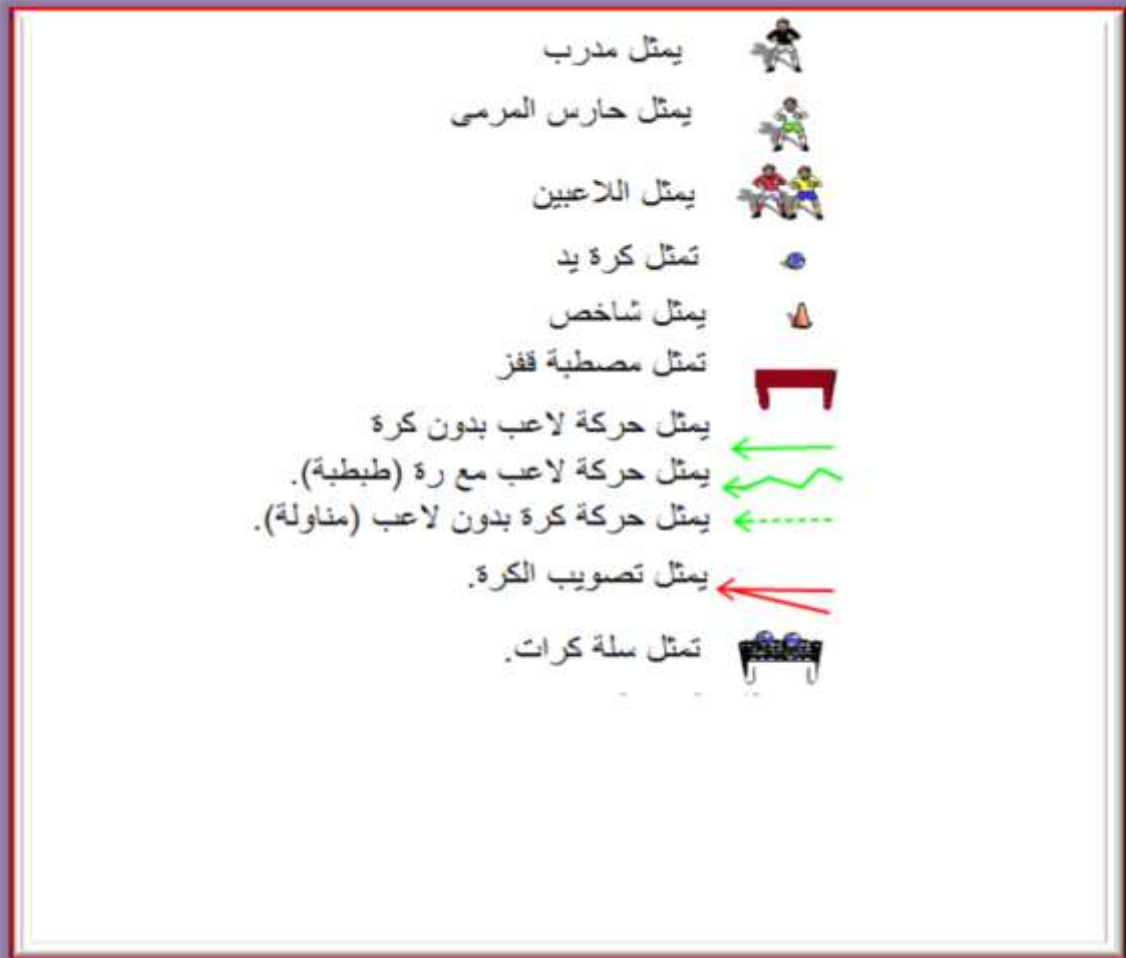 يمثل مدرب
يمثل حارس المرمى
يمثل اللاعبين
تمثل كرة يد
يمثل شاخص
تمثل مصطبة قفز
يمثل حركة لاعب بدون كرة
يمثل حركة لاعب مع رة (طبطبة).
يمثل حركة كرة بدون لاعب (مناولة).
يمثل تصويب الكرة.
تمثل سلة كرات.